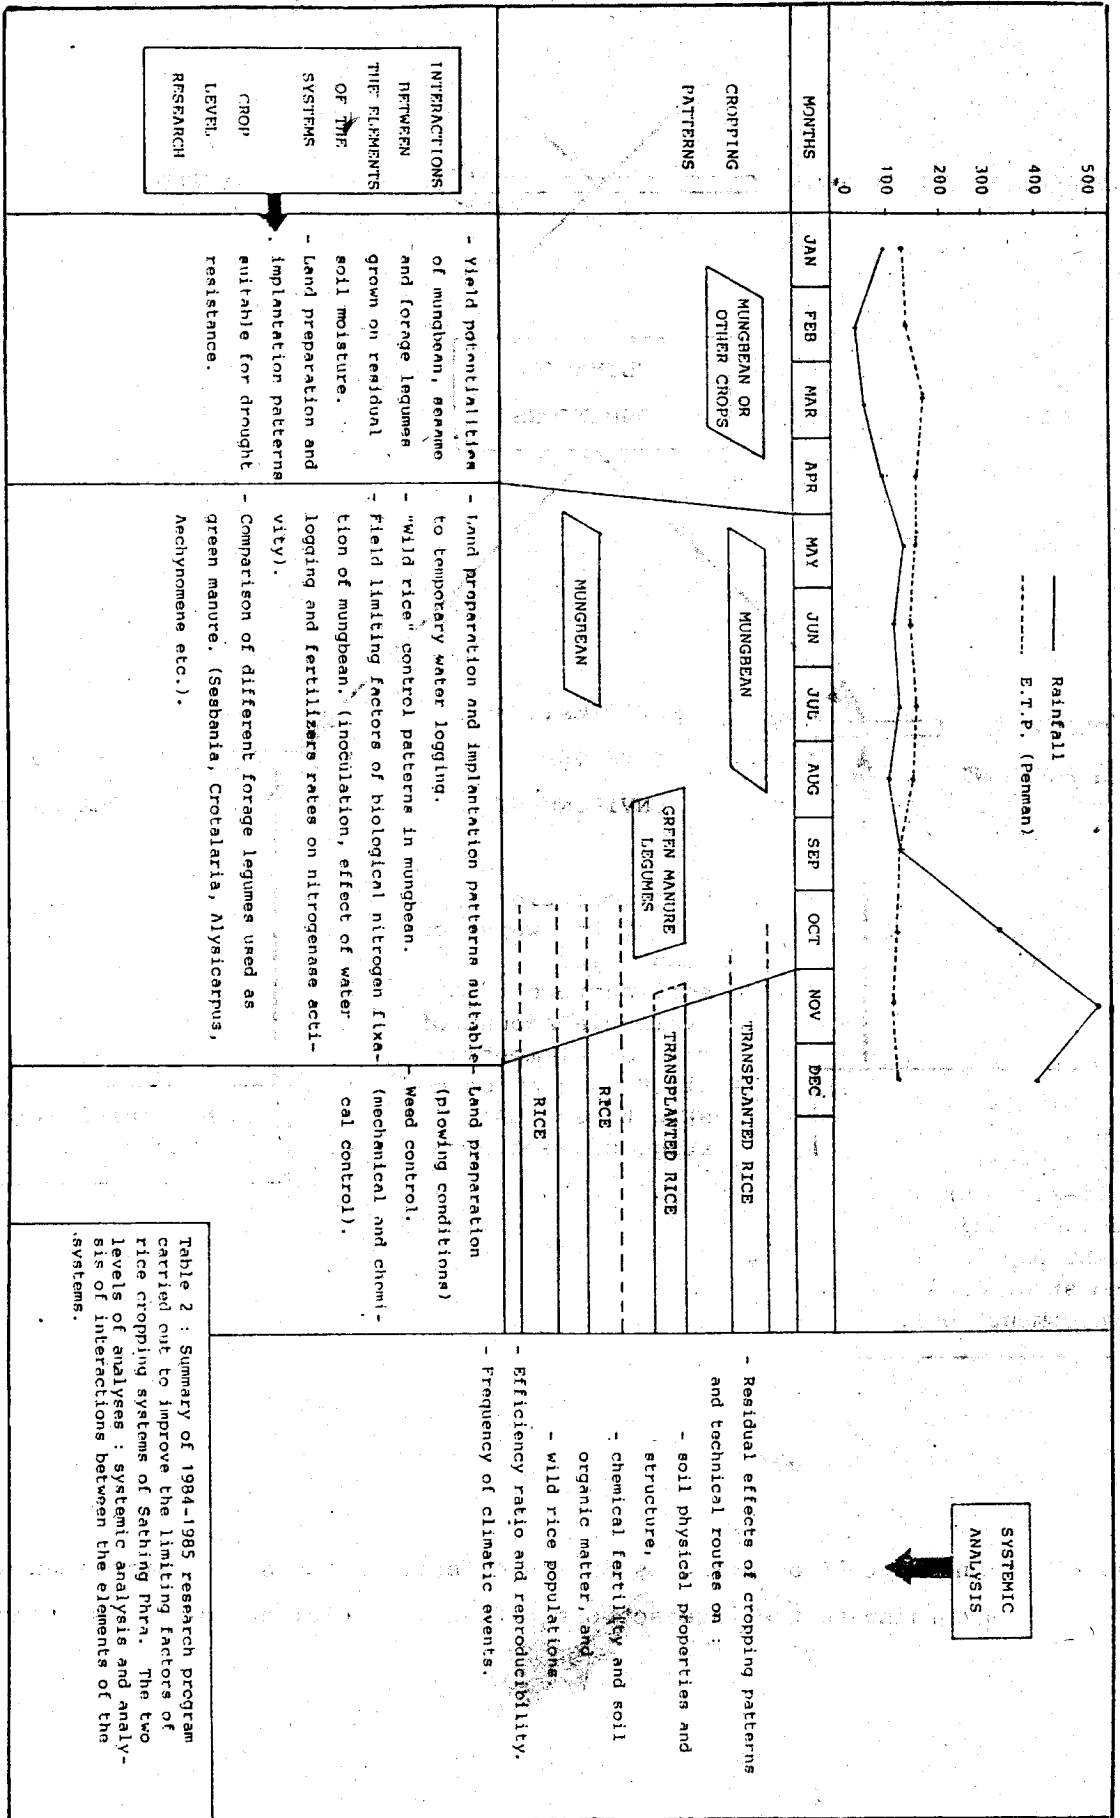 500
400
300
200
100
0
Rainfall
E.T.P. (Penman)
MONTHS
JAN
FEB
MAR
APR
MAY
JUN
JUL
AUG
SEP
OCT
NOV
DEC
CROPPING
PATTERNS
MUNGBEAN OR
OTHER CROPS
MUNGBEAN
TRANSPLANTED RICE
GREEN MANURE
LEGUMES
TRANSPLANTED RICE
MUNGBEAN
RICE
RICE
INTERACTIONS
BETWEEN
THE ELEMENTS
OF THE
SYSTEMS
CROP
LEVEL
RESEARCH
- Yield potentialities
of mungbean, sesame
and forage legumes
grown on residual
soil moisture.
- Land preparation and
implantation patterns
suitable for drought
resistance.
- Land proparation and implantation patterns suitable
to temporary water logging.
- "Wild rice" control patterns in mungbean.
- Field limiting factors of biological nitrogen fixa-
tion of mungbean. (inoculation, effect of water
logging and fertilizers rates on nitrogenase acti-
vity).
- Comparison of different forage legumes used as
green manure. (Sesbania, Crotalaria, Alysicarpus,
Aechynomene etc.).
- Land preparation
(plowing conditions)
- Weed control.
(mechanical and chemi-
cal control).
SYSTEMIC
ANALYSIS
- Residual effects of cropping patterns
and technical routes on :
- soil physical properties and
structure,
- chemical fertility and soil
organic matter, and
- wild rice populations.
- Efficiency ratio and reproducibility.
- Frequency of climatic events.
Table 2 : Summary of 1984-1985 research program
carried out to improve the limiting factors of
rice cropping systems of Sathing Phra. The two
levels of analyses : systemic analysis and analy-
sis of interactions between the elements of the
systems.